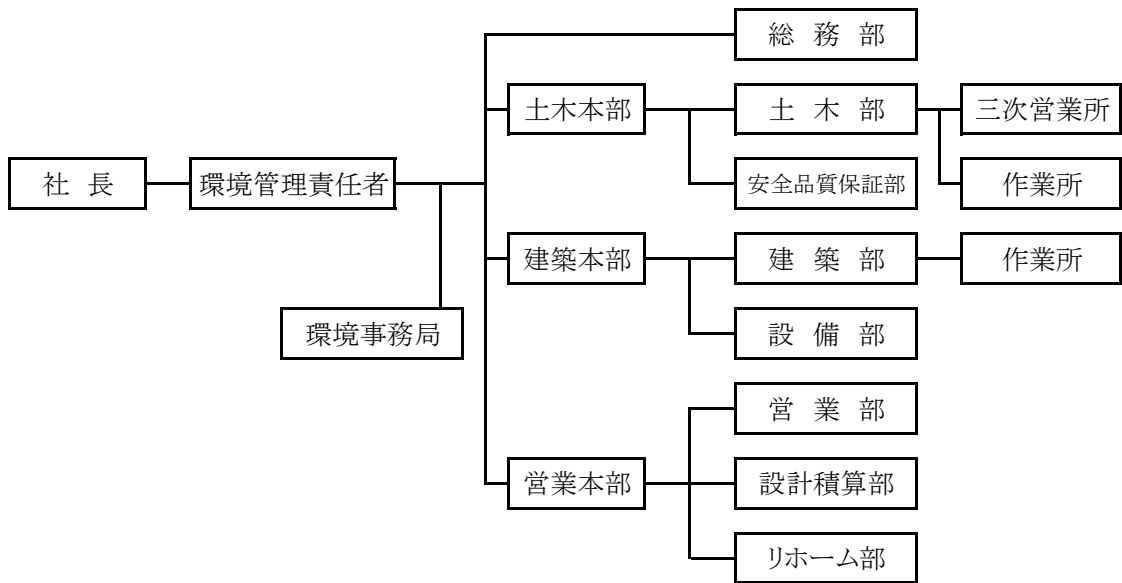 総 務 部
土木本部
土 木 部
三次営業所
社 長
環境管理責任者
安全品質保証部
作業所
建築本部
建 築 部
作業所
環境事務局
設 備 部
営 業 部
営業本部
設計積算部
リホーム部